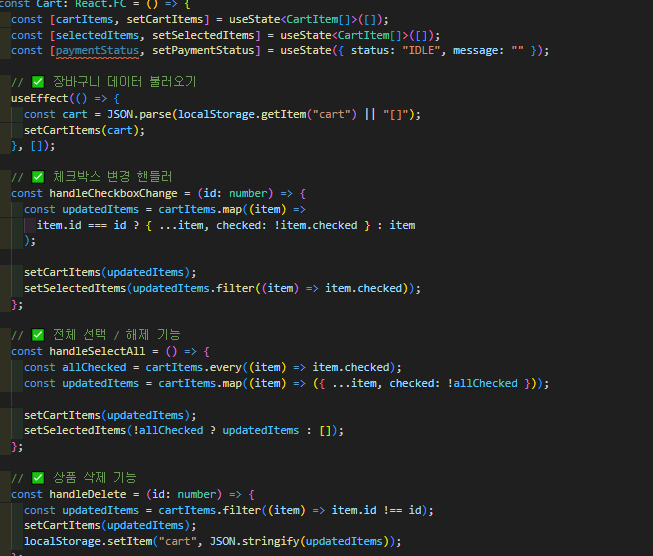 const Cart: React.FC = () => {
const [cartItems, setCartItems] = useState<CartItem[]>([]);
const [selectedItems, setSelectedItems] = useState<CartItem[]>([]);
const [paymentStatus, setPaymentStatus] = useState({ status: "IDLE", message: "" });
// ✅ 장바구니 데이터 불러오기
useEffect(() => {
const cart = JSON.parse(localStorage.getItem("cart") || "[]");
setCartItems(cart);
}, []);
// ✅ 체크박스 변경 핸들러
const handleCheckboxChange = (id: number) => {
const updatedItems = cartItems.map((item) =>
item.id === id ? { ...item, checked: !item.checked } : item
);
setCartItems(updatedItems);
setSelectedItems(updatedItems.filter((item) => item.checked));
};
// ✅ 전체 선택 / 해제 기능
const handleSelectAll = () => {
const allChecked = cartItems.every((item) => item.checked);
const updatedItems = cartItems.map((item) => ({ ...item, checked: !allChecked }));
setCartItems(updatedItems);
setSelectedItems(!allChecked ? updatedItems : []);
};
// ✅ 상품 삭제 기능
const handleDelete = (id: number) => {
const updatedItems = cartItems.filter((item) => item.id !== id);
setCartItems(updatedItems);
localStorage.setItem("cart", JSON.stringify(updatedItems));
};